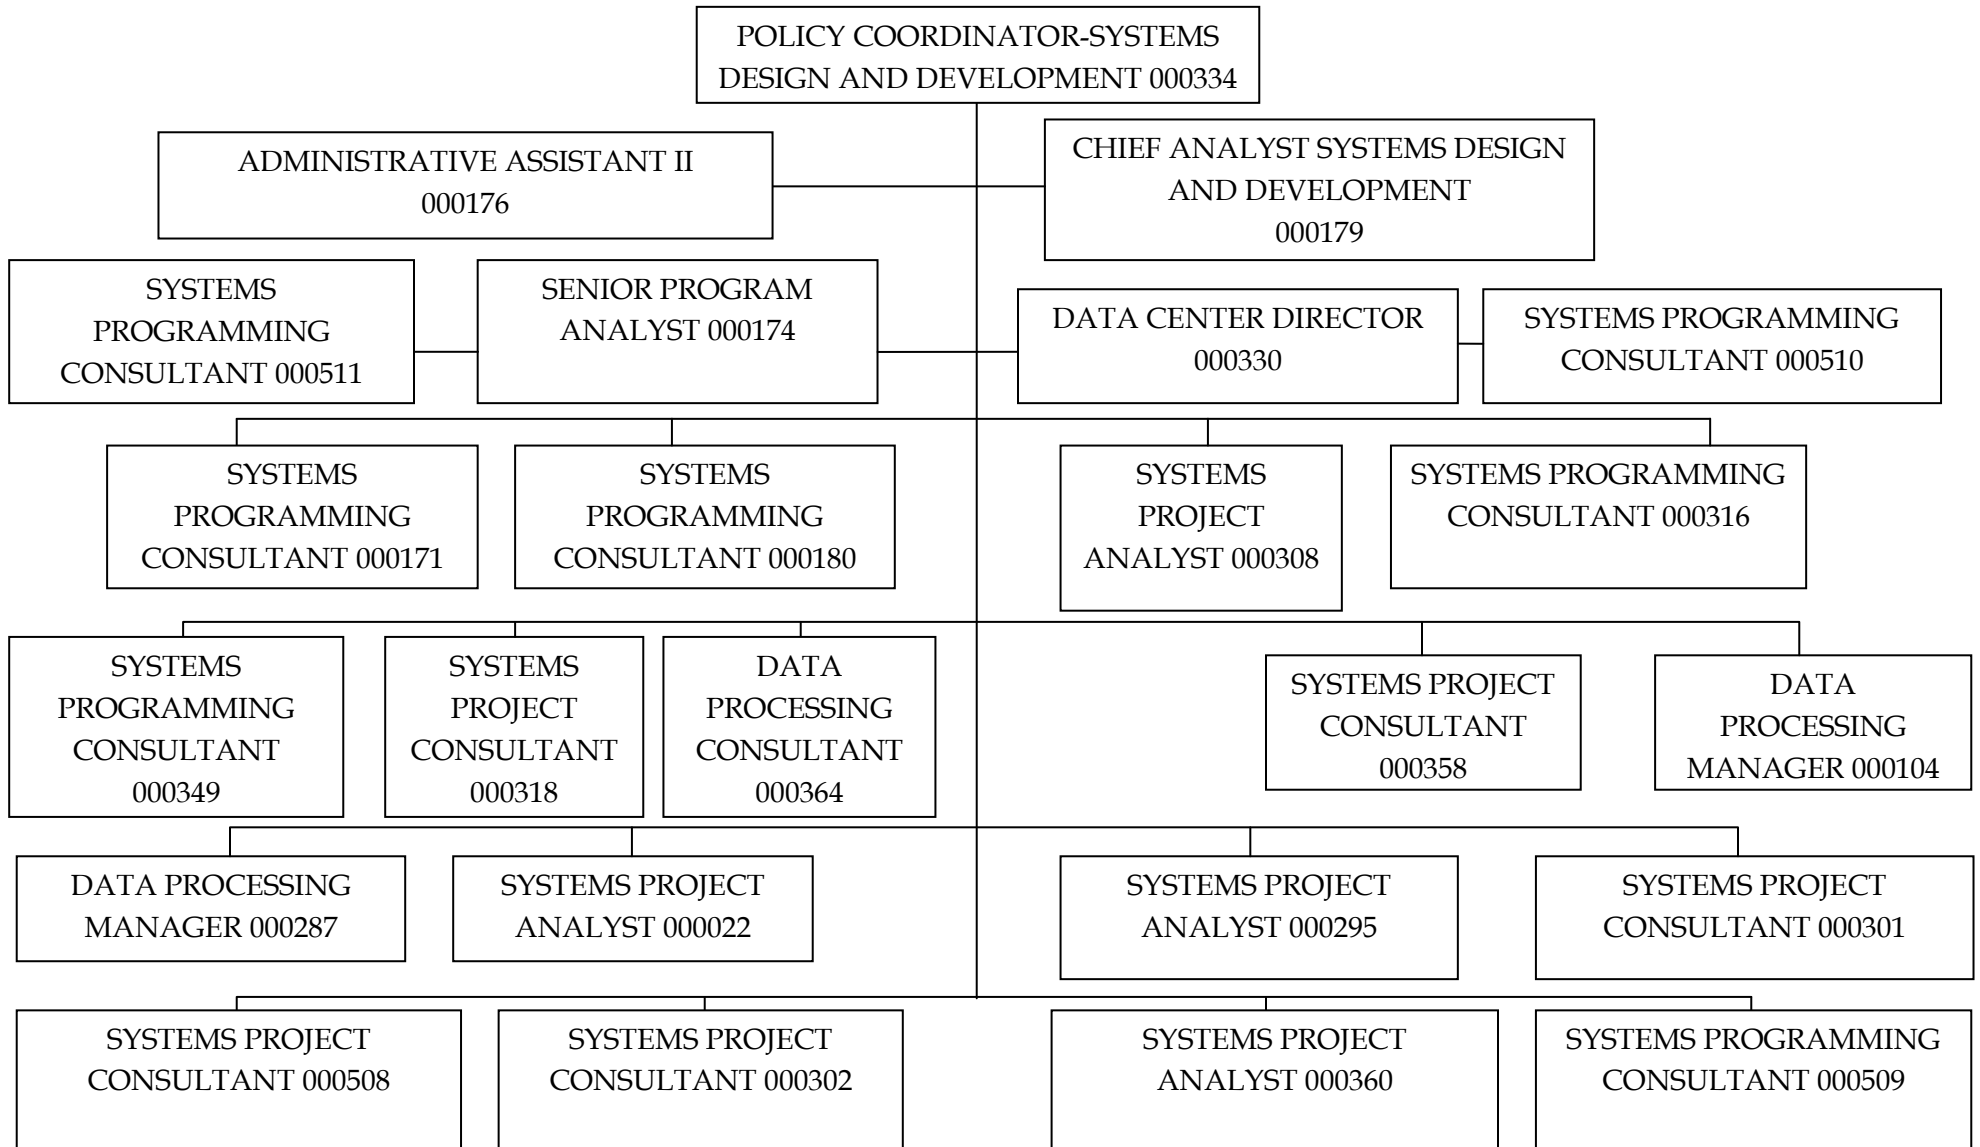 POLICY COORDINATOR-SYSTEMS
DESIGN AND DEVELOPMENT 000334
ADMINISTRATIVE ASSISTANT II
000176
CHIEF ANALYST SYSTEMS DESIGN
AND DEVELOPMENT
000179
SYSTEMS
PROGRAMMING
CONSULTANT 000511
SENIOR PROGRAM
ANALYST 000174
DATA CENTER DIRECTOR
000330
SYSTEMS PROGRAMMING
CONSULTANT 000510
SYSTEMS
PROGRAMMING
CONSULTANT 000171
SYSTEMS
PROGRAMMING
CONSULTANT 000180
SYSTEMS
PROJECT
ANALYST 000308
SYSTEMS PROGRAMMING
CONSULTANT 000316
SYSTEMS
PROGRAMMING
CONSULTANT
000349
SYSTEMS
PROJECT
CONSULTANT
000318
DATA
PROCESSING
CONSULTANT
000364
SYSTEMS PROJECT
CONSULTANT
000358
DATA
PROCESSING
MANAGER 000104
DATA PROCESSING
MANAGER 000287
SYSTEMS PROJECT
ANALYST 000022
SYSTEMS PROJECT
ANALYST 000295
SYSTEMS PROJECT
CONSULTANT 000301
SYSTEMS PROJECT
CONSULTANT 000508
SYSTEMS PROJECT
CONSULTANT 000302
SYSTEMS PROJECT
ANALYST 000360
SYSTEMS PROGRAMMING
CONSULTANT 000509